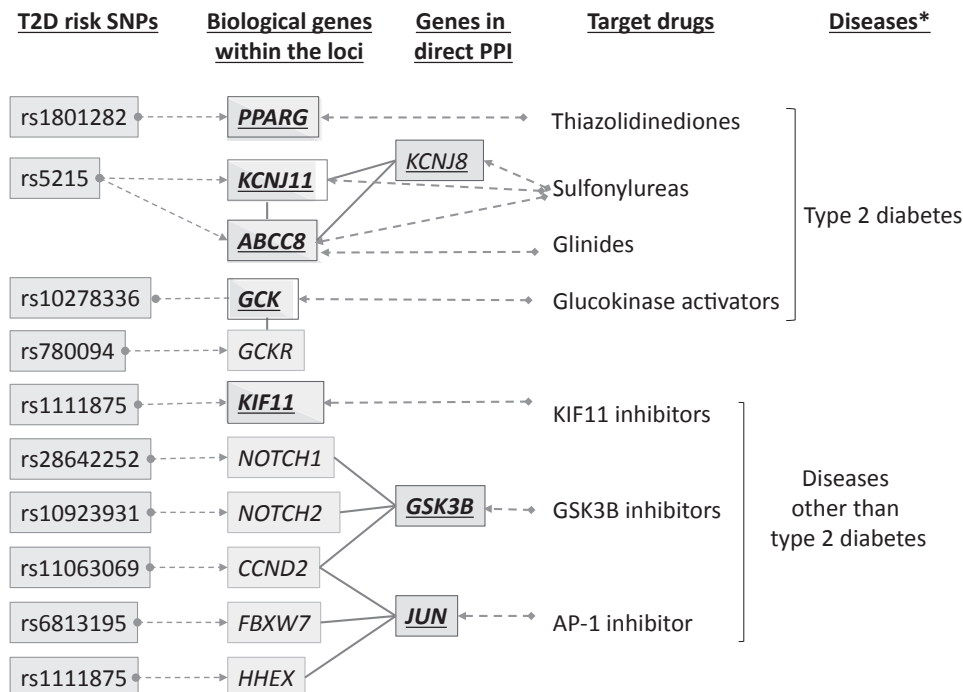 T2D risk SNPs
Biological genes
within the loci
Genes in
direct PPI
Target drugs
Diseases*
rs1801282
PPARG
Thiazolidinediones
rs5215
KCNJ11
KCNJ8
Sulfonylureas
ABCC8
Glinides
Type 2 diabetes
rs10278336
GCK
Glucokinase activators
rs780094
GCKR
rs1111875
KIF11
KIF11 inhibitors
rs28642252
NOTCH1
rs10923931
NOTCH2
GSK3B
GSK3B inhibitors
Diseases
other than
type 2 diabetes
rs11063069
CCND2
rs6813195
FBXW7
JUN
AP-1 inhibitor
rs1111875
HHEX